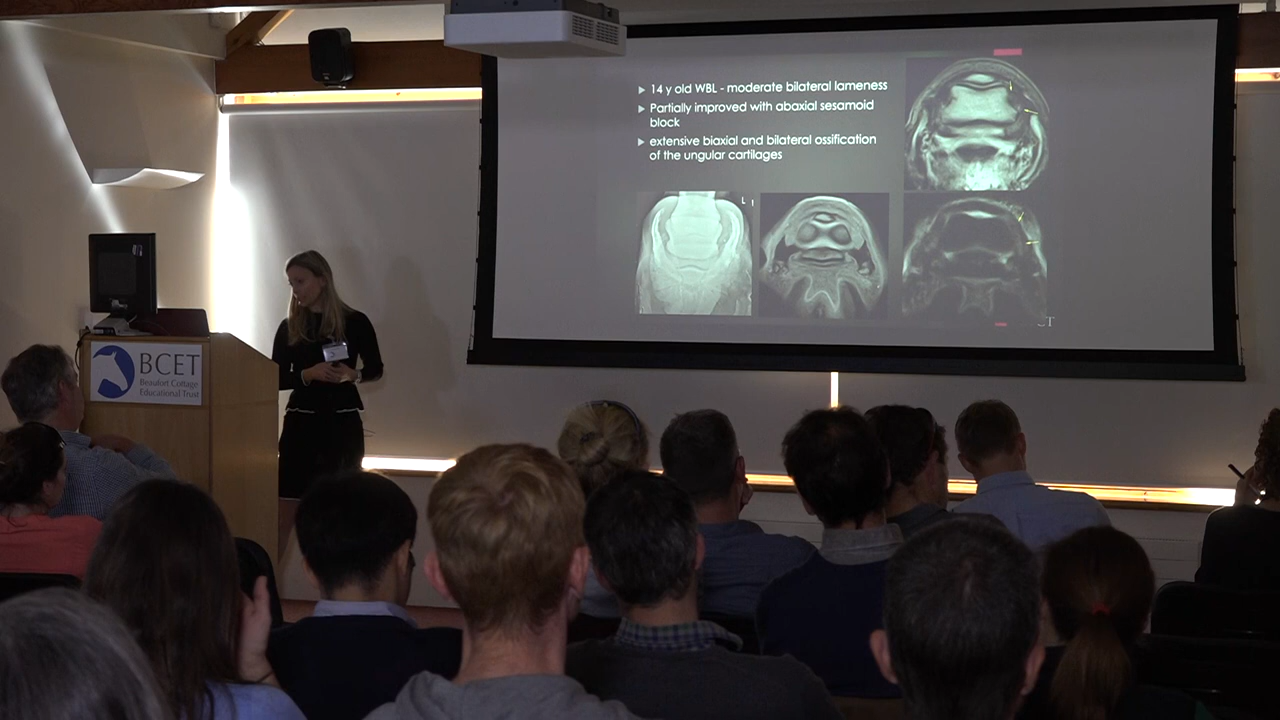 14 y old WBL - moderate bilateral lameness
Partially improved with abaxial sesamoid
block
extensive biaxial and bilateral ossification
of the ungular cartilages
L
BCET
Beaufort Cottage
Educational Trust